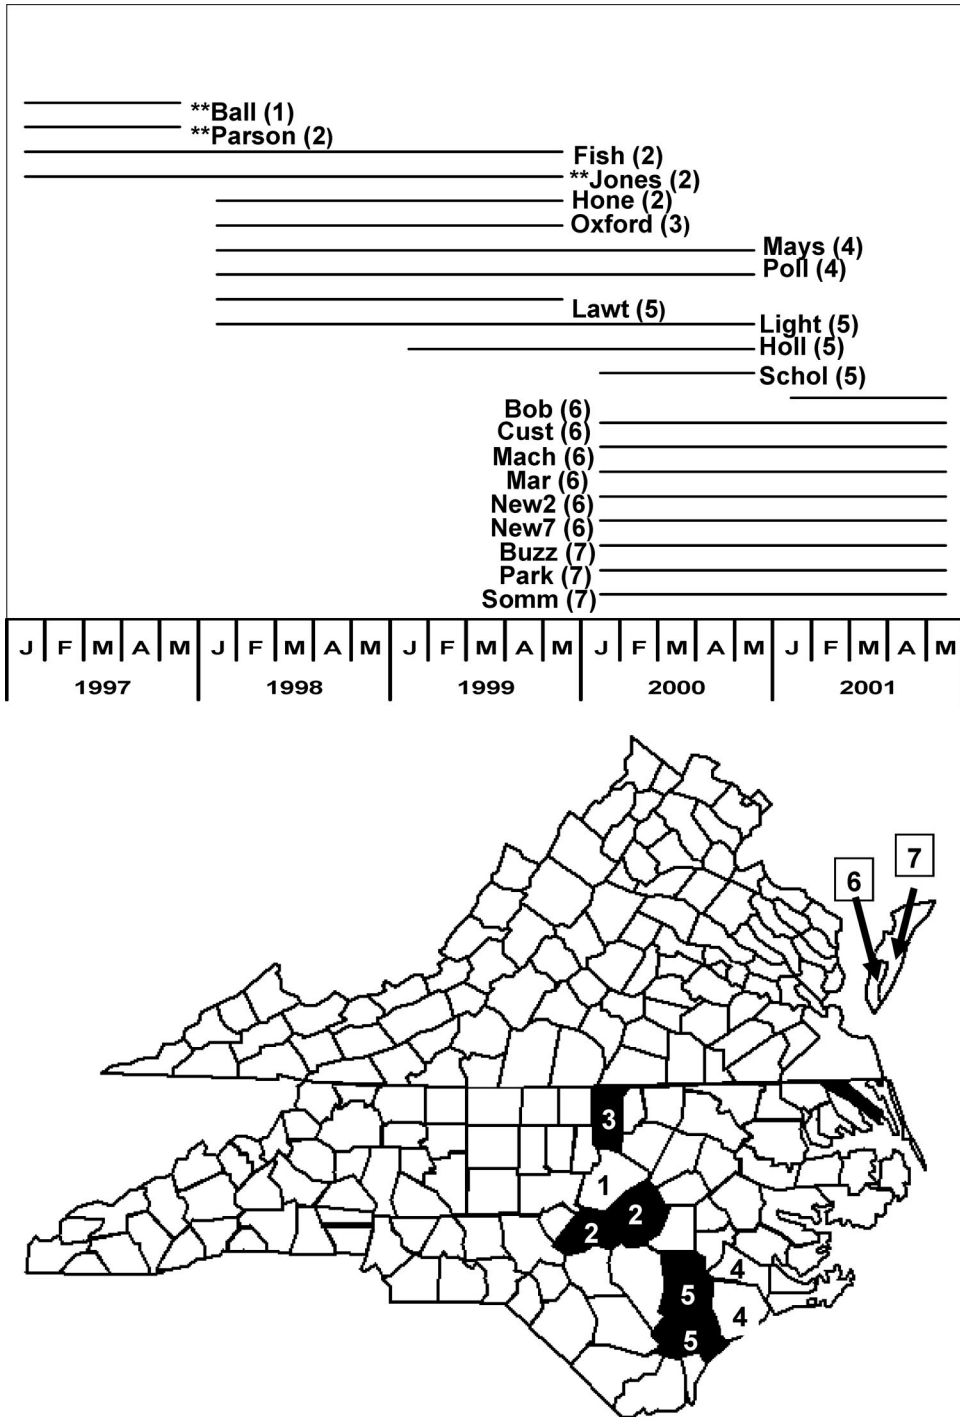 **Ball (1)
**Parson (2)
Fish (2)
**Jones (2)
Hone (2)
Oxford (3)
Mays (4)
Poll (4)
Lawt (5)
Light (5)
Holl (5)
Schol (5)
Bob (6)
Cust (6)
Mach (6)
Mar (6)
New2 (6)
New7 (6)
Buzz (7)
Park (7)
Somm (7)
J F M A M J F M A M J F M A M J F M A M J F M A M
1997 1998 1999 2000 2001
7
6
3
1
2 2
4
5
4
5